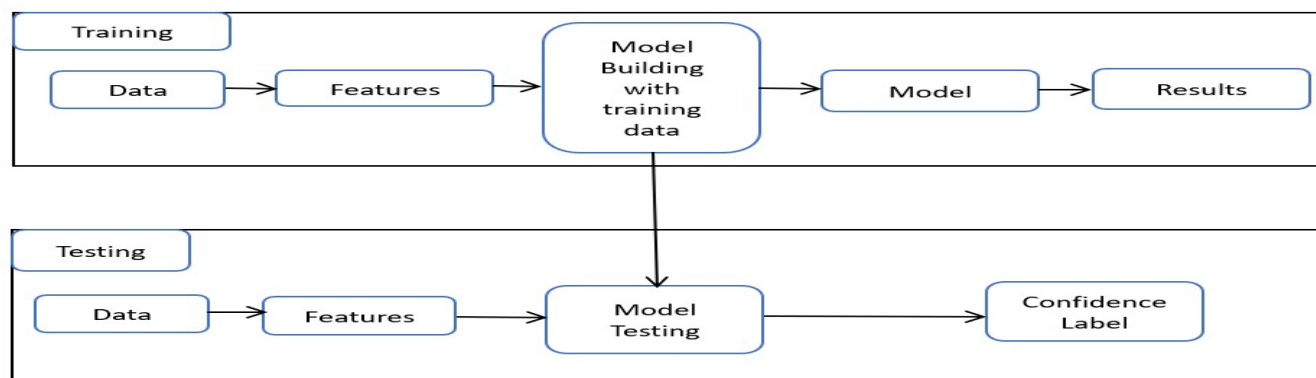 Training
Data
Features
Model
Building
with
training
data
Model
Results
Testing
Data
Features
Model
Testing
Confidence
Label